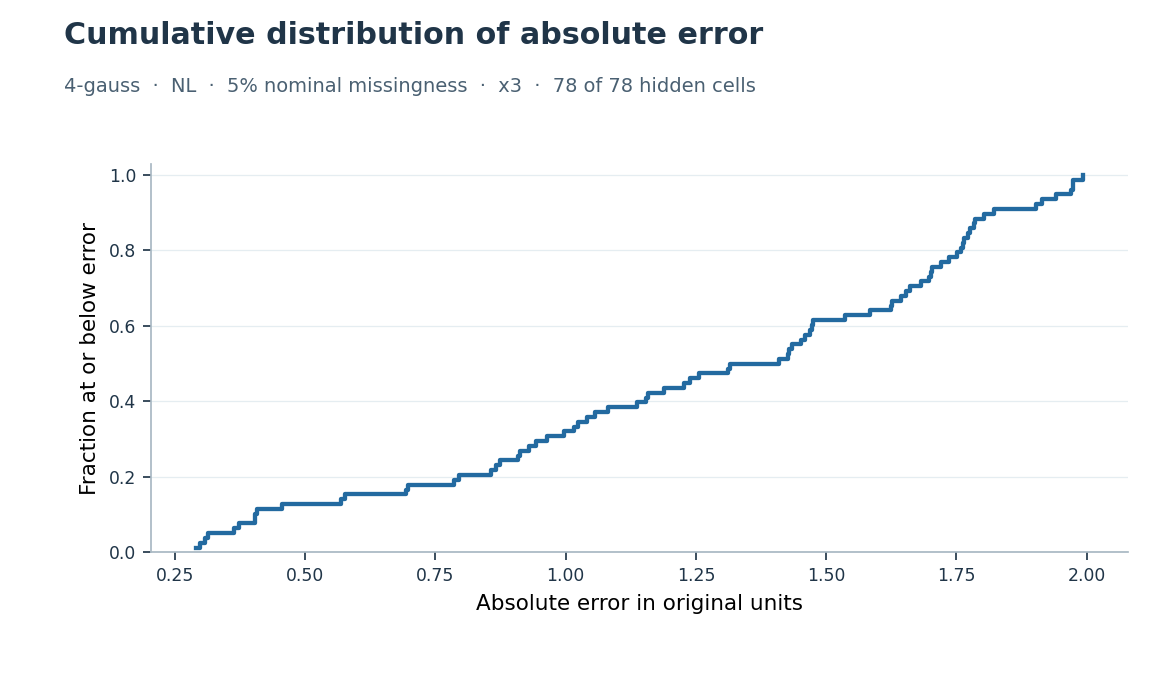 Cumulative distribution of absolute error
4-gauss · NL · 5% nominal missingness · x3 · 78 of 78 hidden cells
Fraction at or below error
1.0
0.8
0.6
0.4
0.2
0.0
0.25 0.50 0.75 1.00 1.25 1.50 1.75 2.00
Absolute error in original units